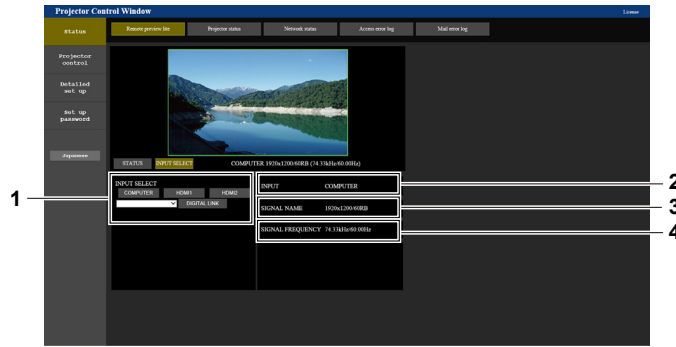 Projector Control Window
License
Status
Remote preview lite
Projector status
Network status
Access error log
Mail error log
Projector
control
Detailed
set up
Set up
password
Japanese
STATUS
INPUT SELECT
COMPUTER 1920x1200/60RB (74.33kHz/60.00Hz)
1
INPUT SELECT
COMPUTER
HDMI1
HDMI2
DIGITAL LINK
INPUT COMPUTER
2
SIGNAL NAME 1920x1200/60RB
3
SIGNAL FREQUENCY 74.33kHz/60.00Hz
4